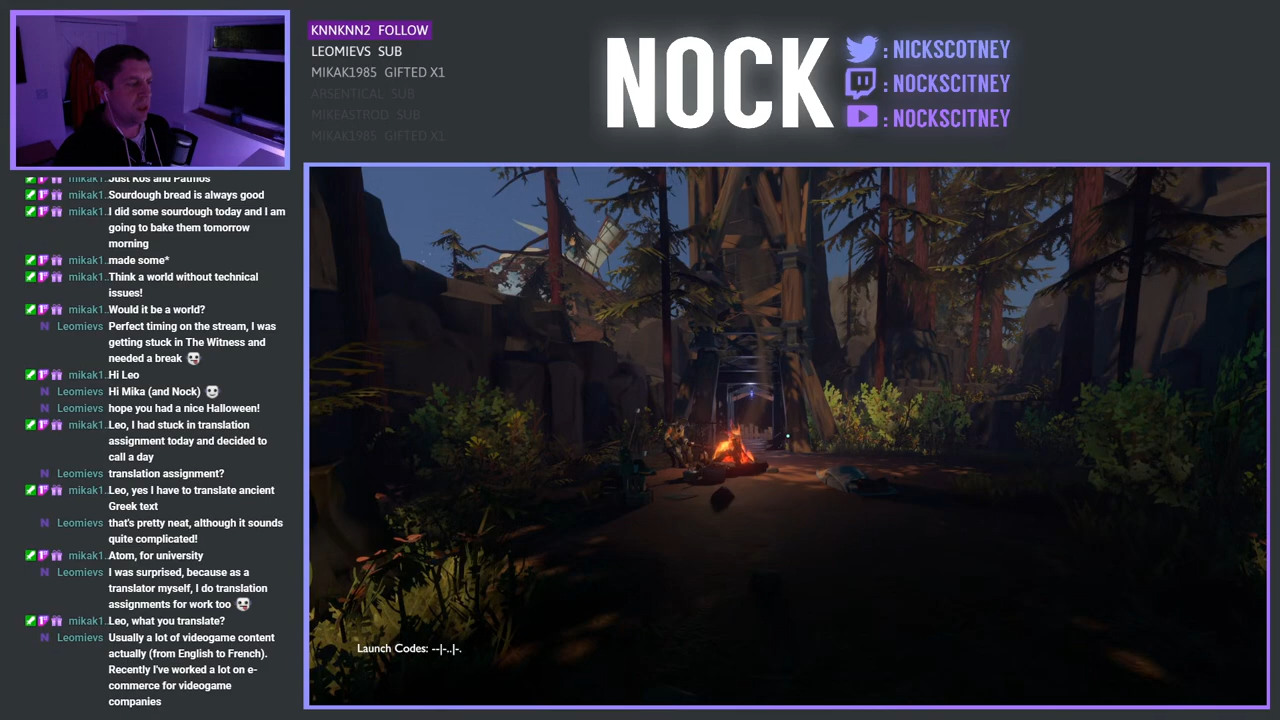 KNNKNN2 FOLLOW
LEOMIEVS SUB
MIKAK1985 GIFTED X1
ARSENTICAL SUB
MIKEASTROD SUB
MIKAK1985 GIFTED X1
NOCK
: NICKSCOTNEY
: NOCKSCITNEY
: NOCKSCITNEY
mikak1..Just Kos and Patmos
mikak1..Sourdough bread is always good
mikak1..I did some sourdough today and I am
going to bake them tomorrow
morning
mikak1..made some*
mikak1..Think a world without technical
issues!
mikak1..Would it be a world?
N Leomievs Perfect timing on the stream, I was
getting stuck in The Witness and
needed a break
mikak1..Hi Leo
N Leomievs Hi Mika (and Nock)
N Leomievs hope you had a nice Halloween!
mikak1..Leo, I had stuck in translation
assignment today and decided to
call a day
N Leomievs translation assignment?
mikak1..Leo, yes I have to translate ancient
Greek text
N Leomievs that's pretty neat, although it sounds
quite complicated!
mikak1..Atom, for university
N Leomievs I was surprised, because as a
translator myself, I do translation
assignments for work too
mikak1..Leo, what you translate?
N Leomievs Usually a lot of videogame content
actually (from English to French).
Recently I've worked a lot on e-
commerce for videogame
companies
Launch Codes: --|-..|-.